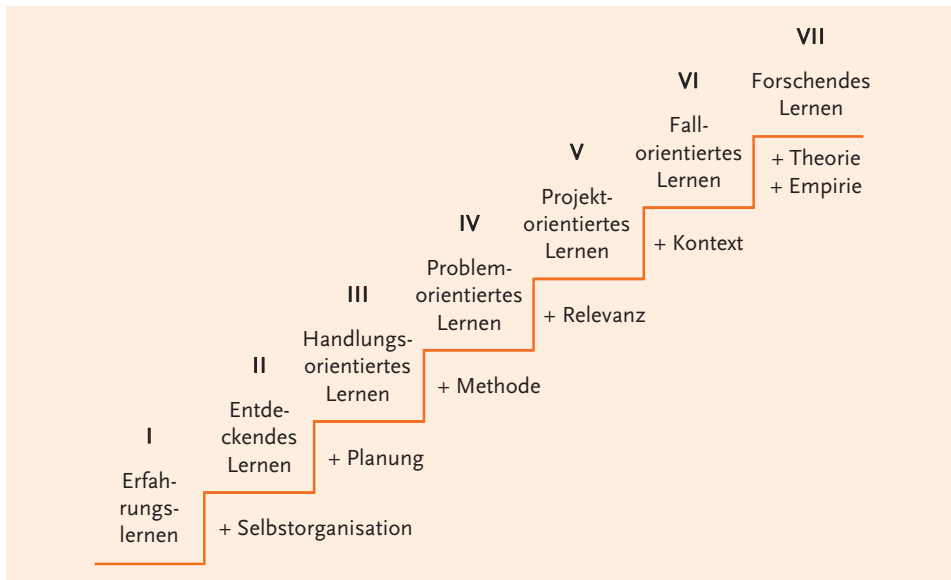 VII
Forschendes
Lernen
+ Theorie
+ Empirie
VI
Fall-
orientiertes
Lernen
+ Kontext
V
Projekt-
orientiertes
Lernen
+ Relevanz
IV
Problem-
orientiertes
Lernen
+ Methode
III
Handlungs-
orientiertes
Lernen
+ Planung
II
Entde-
ckendes
Lernen
+ Selbstorganisation
I
Erfah-
rungs-
lernen